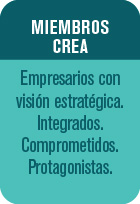 MIEMBROS
CREA
Empresarios con
visión estratégica.
Integrados.
Comprometidos.
Protagonistas.